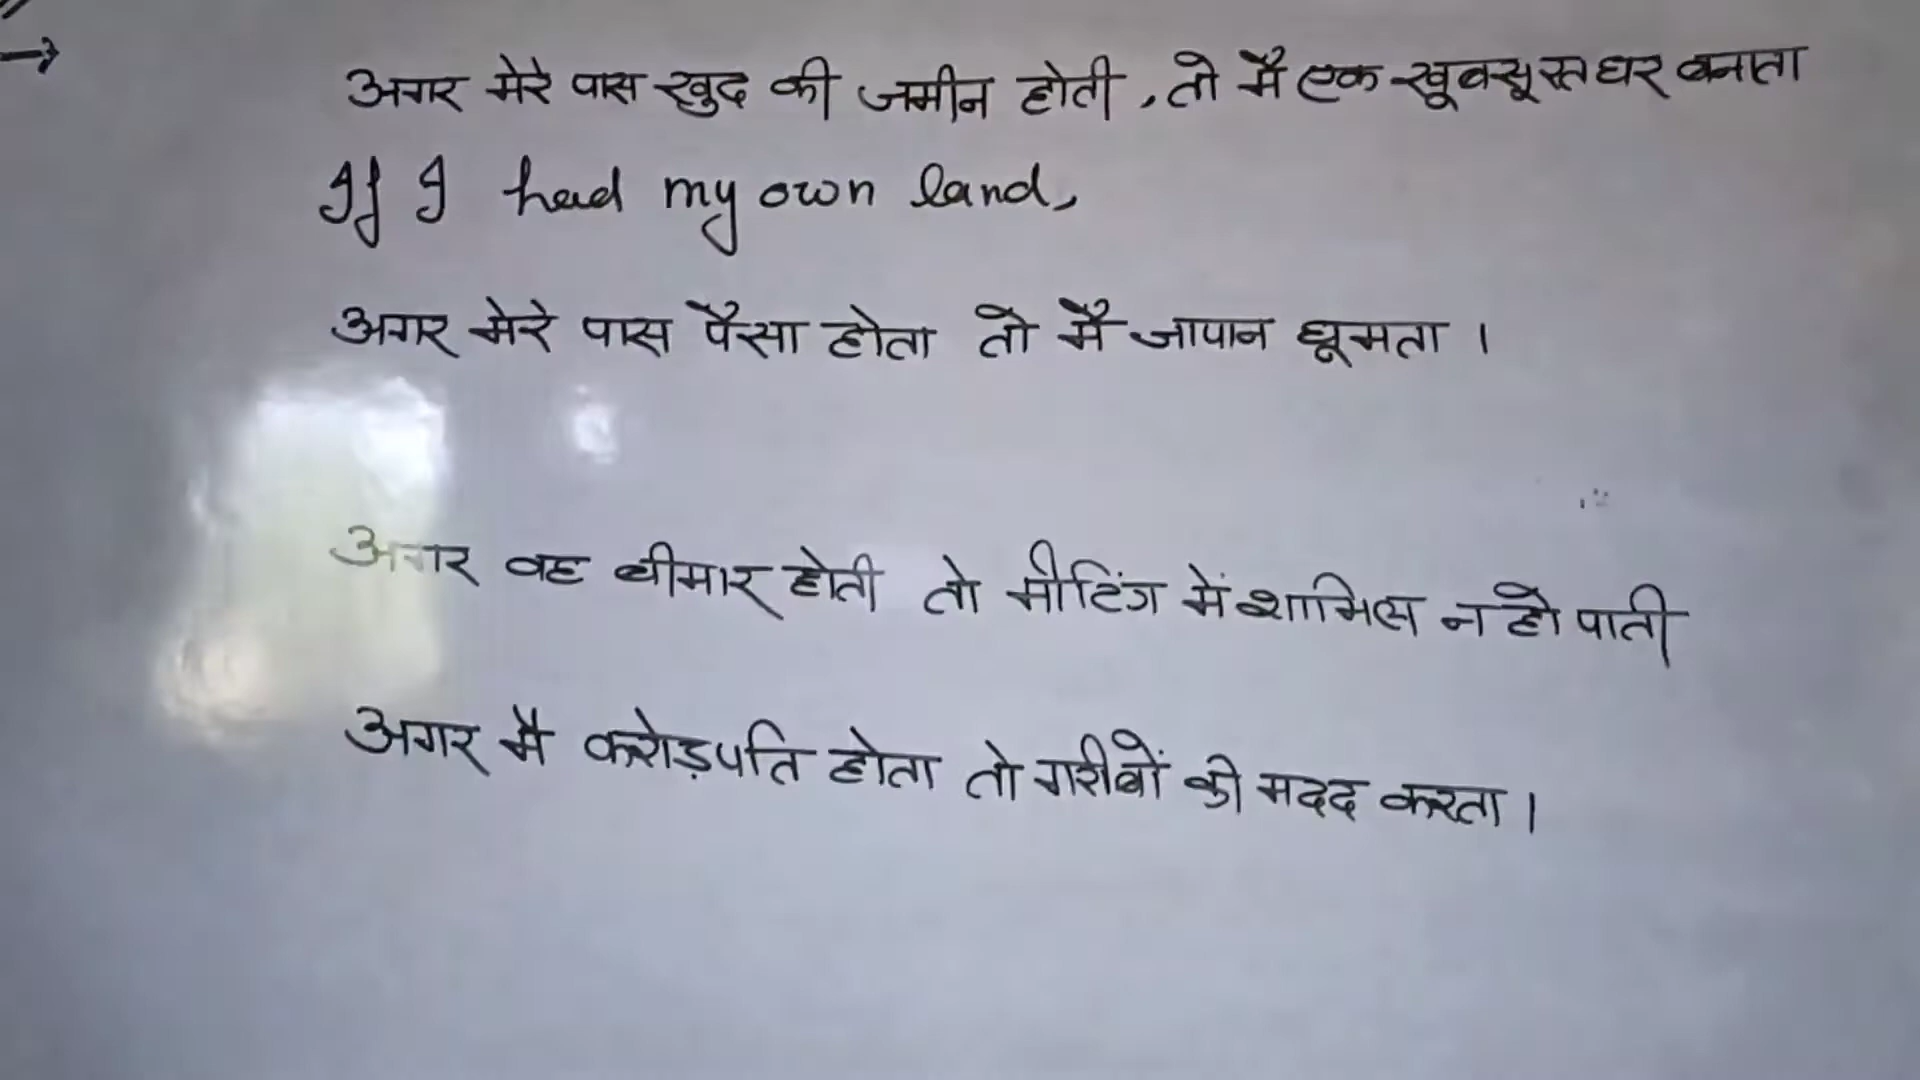 → अगर मेरे पास खुद की जमीन होती, तो मै एक खूबसूरत घर बनाता
If I had my own land,
अगर मेरे पास पैसा होता तो मै जापान घूमता।
अगर वह बीमार होती तो मीटिंग में शामिल न हो पाती
अगर मै करोड़पति होता तो गरीबों की मदद करता।